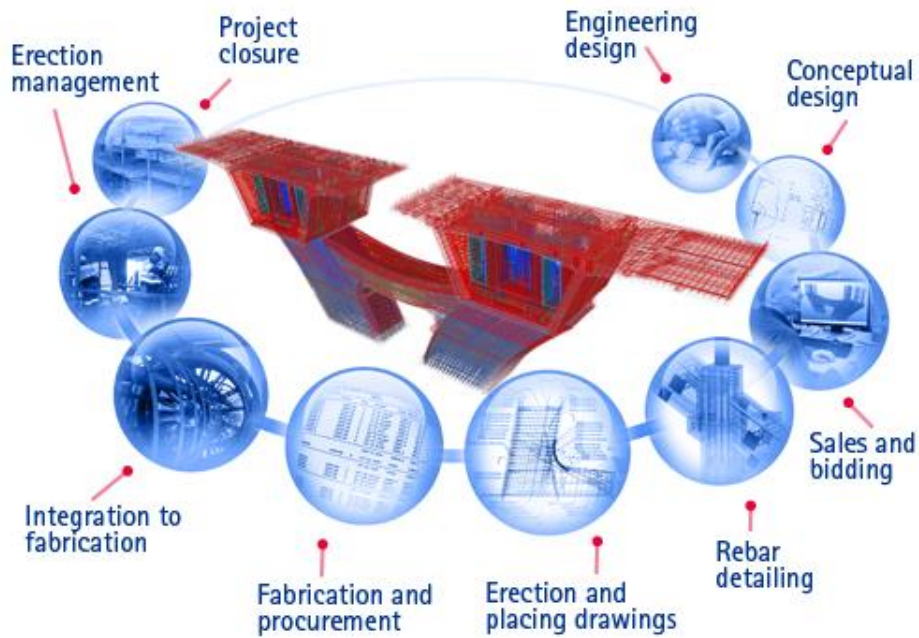 Project
closure
Engineering
design
Erection
management
Conceptual
design
Sales and
bidding
Integration to
fabrication
Rebar
detailing
Fabrication and
procurement
Erection and
placing drawings